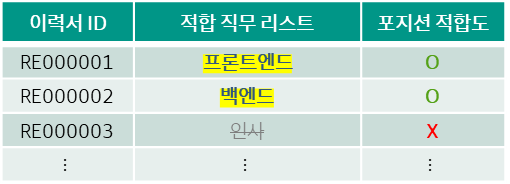 이력서 ID 적합 직무 리스트 포지션 적합도
RE000001 프론트엔드 O
RE000002 백엔드 O
RE000003 인사 X
⋮ ⋮ ⋮